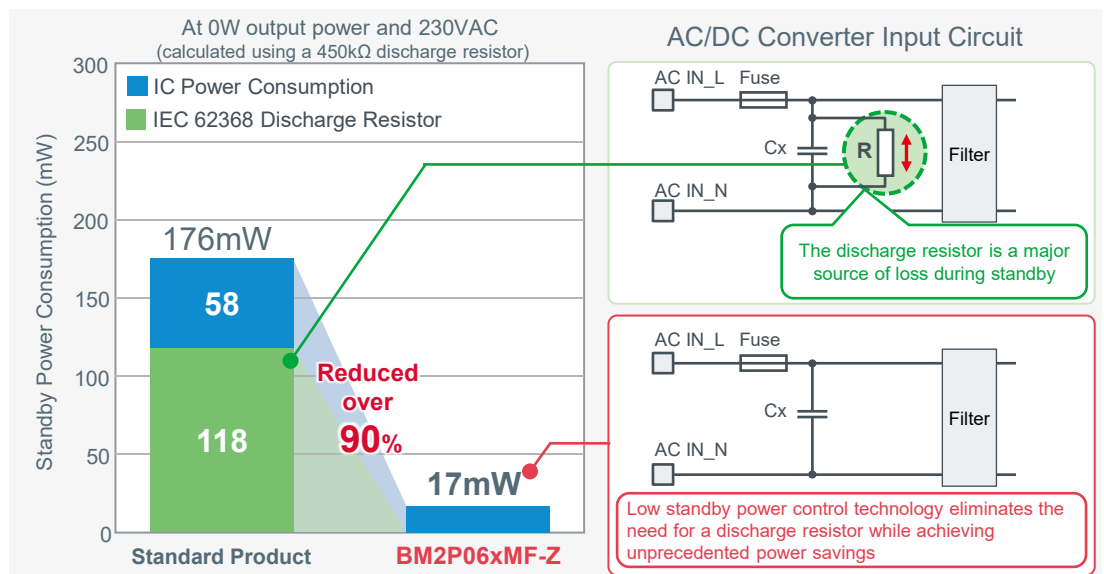 At 0W output power and 230VAC
(calculated using a 450kΩ discharge resistor)
Standby Power Consumption (mW)
300
250
200
150
100
50
0
IC Power Consumption
IEC 62368 Discharge Resistor
176mW
58
118
Reduced
over
90%
17mW
Standard Product
BM2P06xMF-Z
AC/DC Converter Input Circuit
AC IN_L
Fuse
Cx
R
Filter
AC IN_N
The discharge resistor is a major
source of loss during standby
AC IN_L
Fuse
Cx
Filter
AC IN_N
Low standby power control technology eliminates the
need for a discharge resistor while achieving
unprecedented power savings